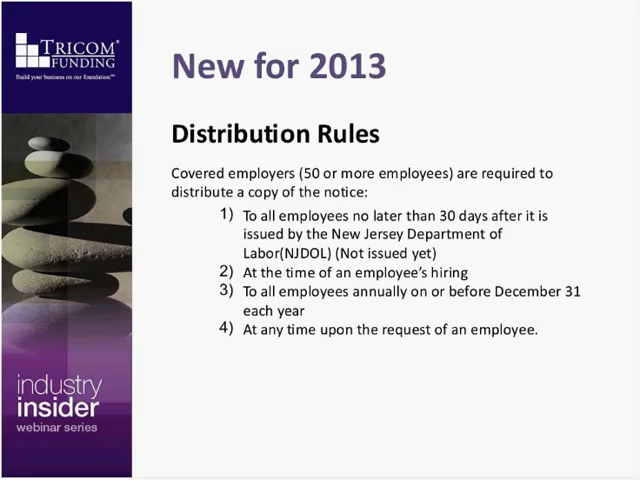 TRICOM®
FUNDING
Build your business on our foundation.℠
New for 2013
Distribution Rules
Covered employers (50 or more employees) are required to
distribute a copy of the notice:
1) To all employees no later than 30 days after it is
issued by the New Jersey Department of
Labor(NJDOL) (Not issued yet)
2) At the time of an employee’s hiring
3) To all employees annually on or before December 31
each year
4) At any time upon the request of an employee.
industry
insider
webinar series